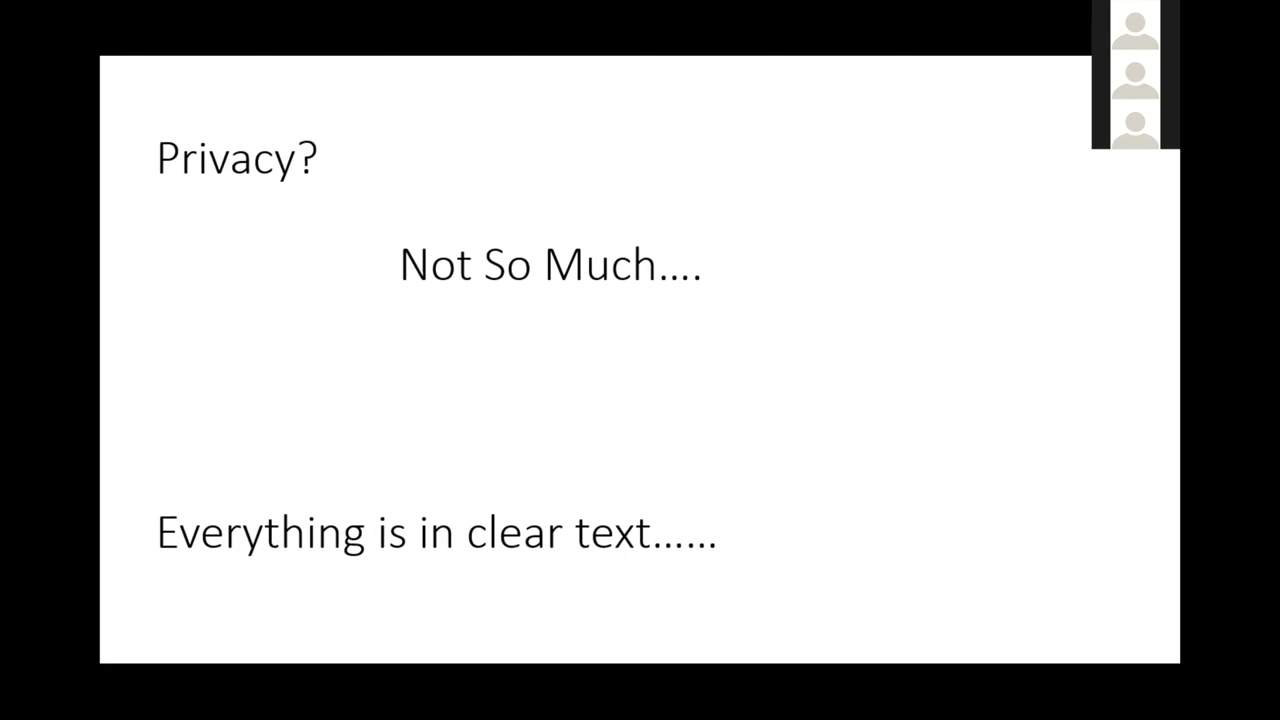 Privacy?
Not So Much....
Everything is in clear text......